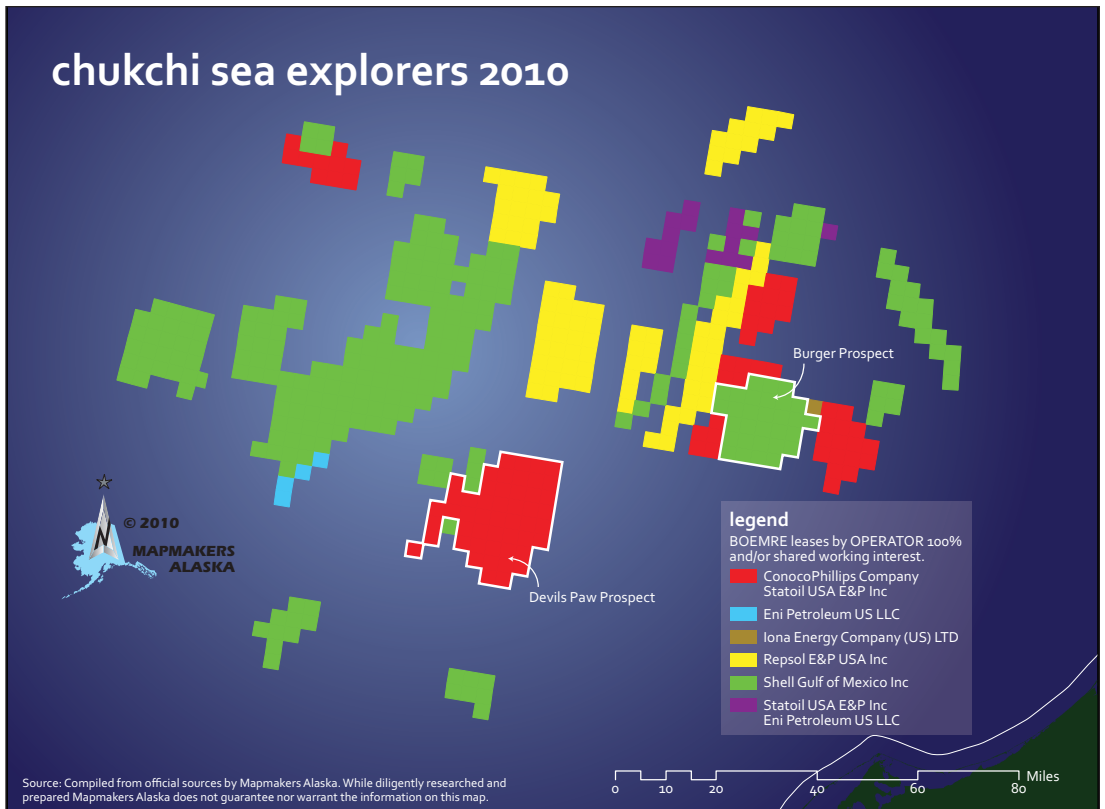 chukchi sea explorers 2010
Burger Prospect
N
© 2010
MAPMAKERS
ALASKA
Devils Paw Prospect
legend
BOEMRE leases by OPERATOR 100%
and/or shared working interest.
ConocoPhillips Company
Statoil USA E&P Inc
Eni Petroleum US LLC
Iona Energy Company (US) LTD
Repsol E&P USA Inc
Shell Gulf of Mexico Inc
Statoil USA E&P Inc
Eni Petroleum US LLC
Source: Compiled from official sources by Mapmakers Alaska. While diligently researched and
prepared Mapmakers Alaska does not guarantee nor warrant the information on this map.
Miles
0 10 20 40 60 80